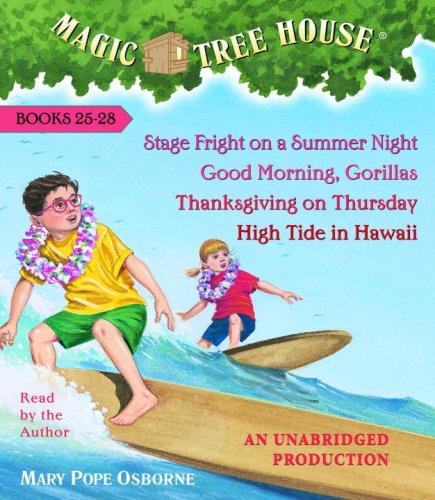 MAGIC TREE HOUSE®
BOOKS 25-28
Stage Fright on a Summer Night
Good Morning, Gorillas
Thanksgiving on Thursday
High Tide in Hawaii
Read
by the
Author
AN UNABRIDGED
PRODUCTION
MARY POPE OSBORNE